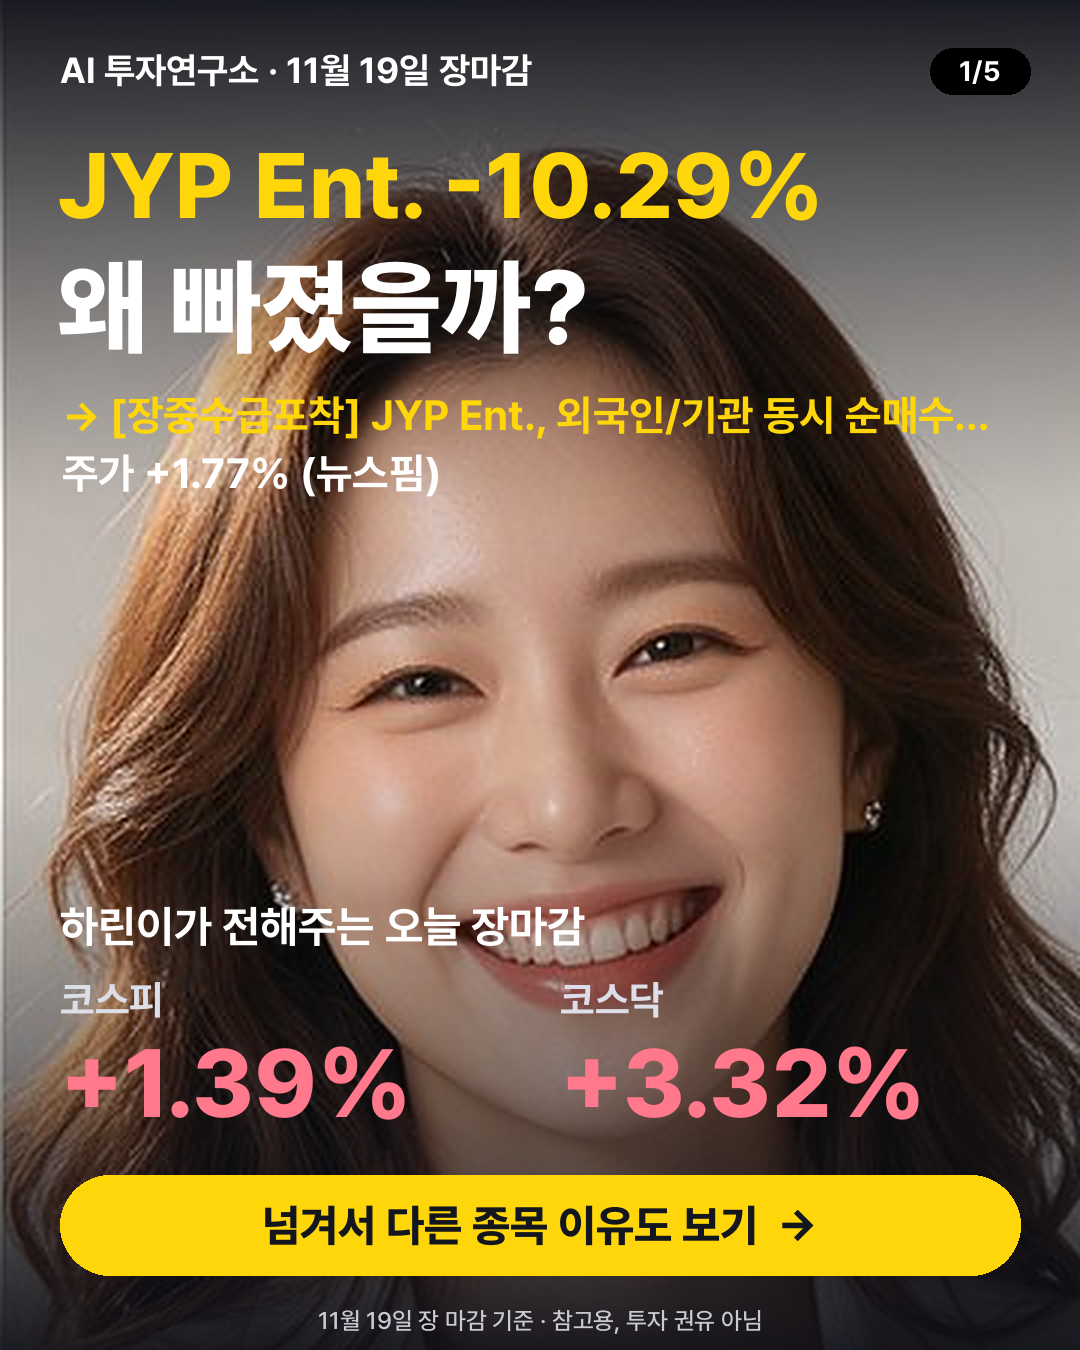 AI 투자연구소 · 11월 19일 장마감
1/5
JYP Ent. -10.29%
왜 빠졌을까?
→ [장중수급포착] JYP Ent., 외국인/기관 동시 순매수...
주가 +1.77% (뉴스핌)
하린이가 전해주는 오늘 장마감
코스피 코스닥
+1.39% +3.32%
넘겨서 다른 종목 이유도 보기 →
11월 19일 장 마감 기준 · 참고용, 투자 권유 아님